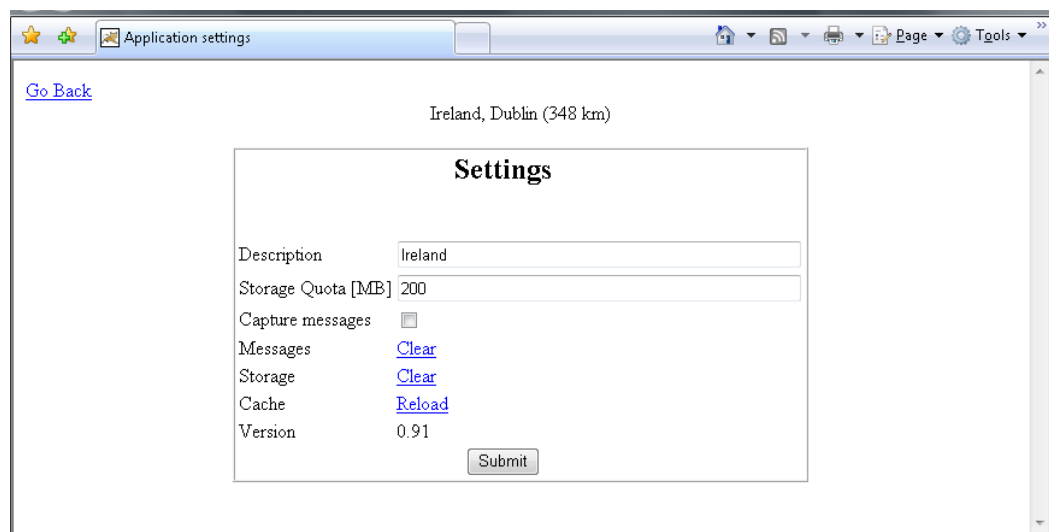 Application settings
Page
Tools
»
Go Back
Ireland, Dublin (348 km)
Settings
Description Ireland
Storage Quota [MB] 200
Capture messages
Messages Clear
Storage Clear
Cache Reload
Version 0.91
Submit